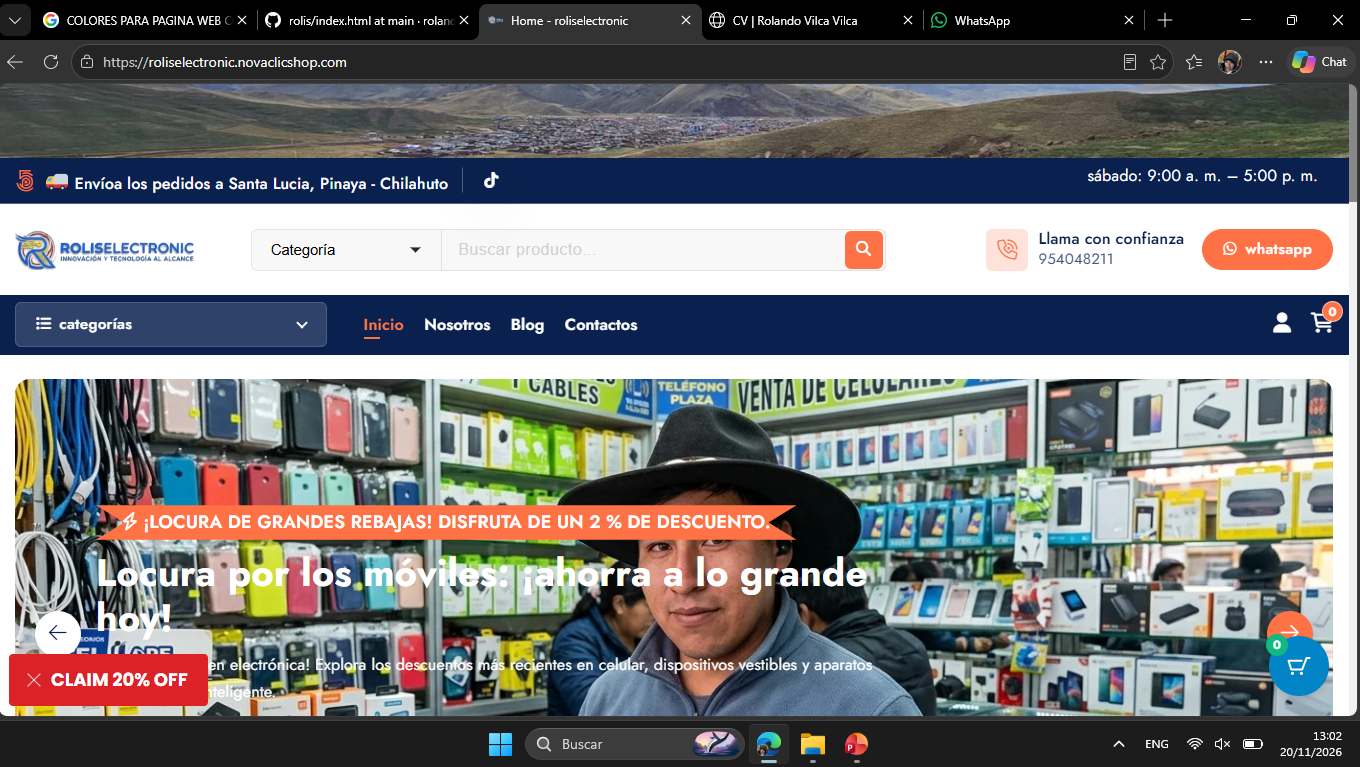 COLORES PARA PAGINA WEB C
rolis/index.html at main · roland
Home - roliselectronic
CV | Rolando Vilca Vilca
WhatsApp
https://roliselectronic.novaclicshop.com
Chat
Envíoa los pedidos a Santa Lucia, Pinaya - Chilahuto
sábado: 9:00 a. m. – 5:00 p. m.
ROLISELECTRONIC
INNOVACIÓN Y TECNOLOGÍA AL ALCANCE
Categoría
Buscar producto...
Llama con confianza
954048211
whatsapp
categorías
Inicio
Nosotros
Blog
Contactos
0
Y CABLES
TELÉFONO
PLAZA
VENTA DE CELULARES
¡LOCURA DE GRANDES REBAJAS! DISFRUTA DE UN 2 % DE DESCUENTO.
Locura por los móviles: ¡ahorra a lo grande
hoy!
en electrónica! Explora los descuentos más recientes en celular, dispositivos vestibles y aparatos
nteligente.
CLAIM 20% OFF
0
Buscar
ENG
13:02
20/11/2026